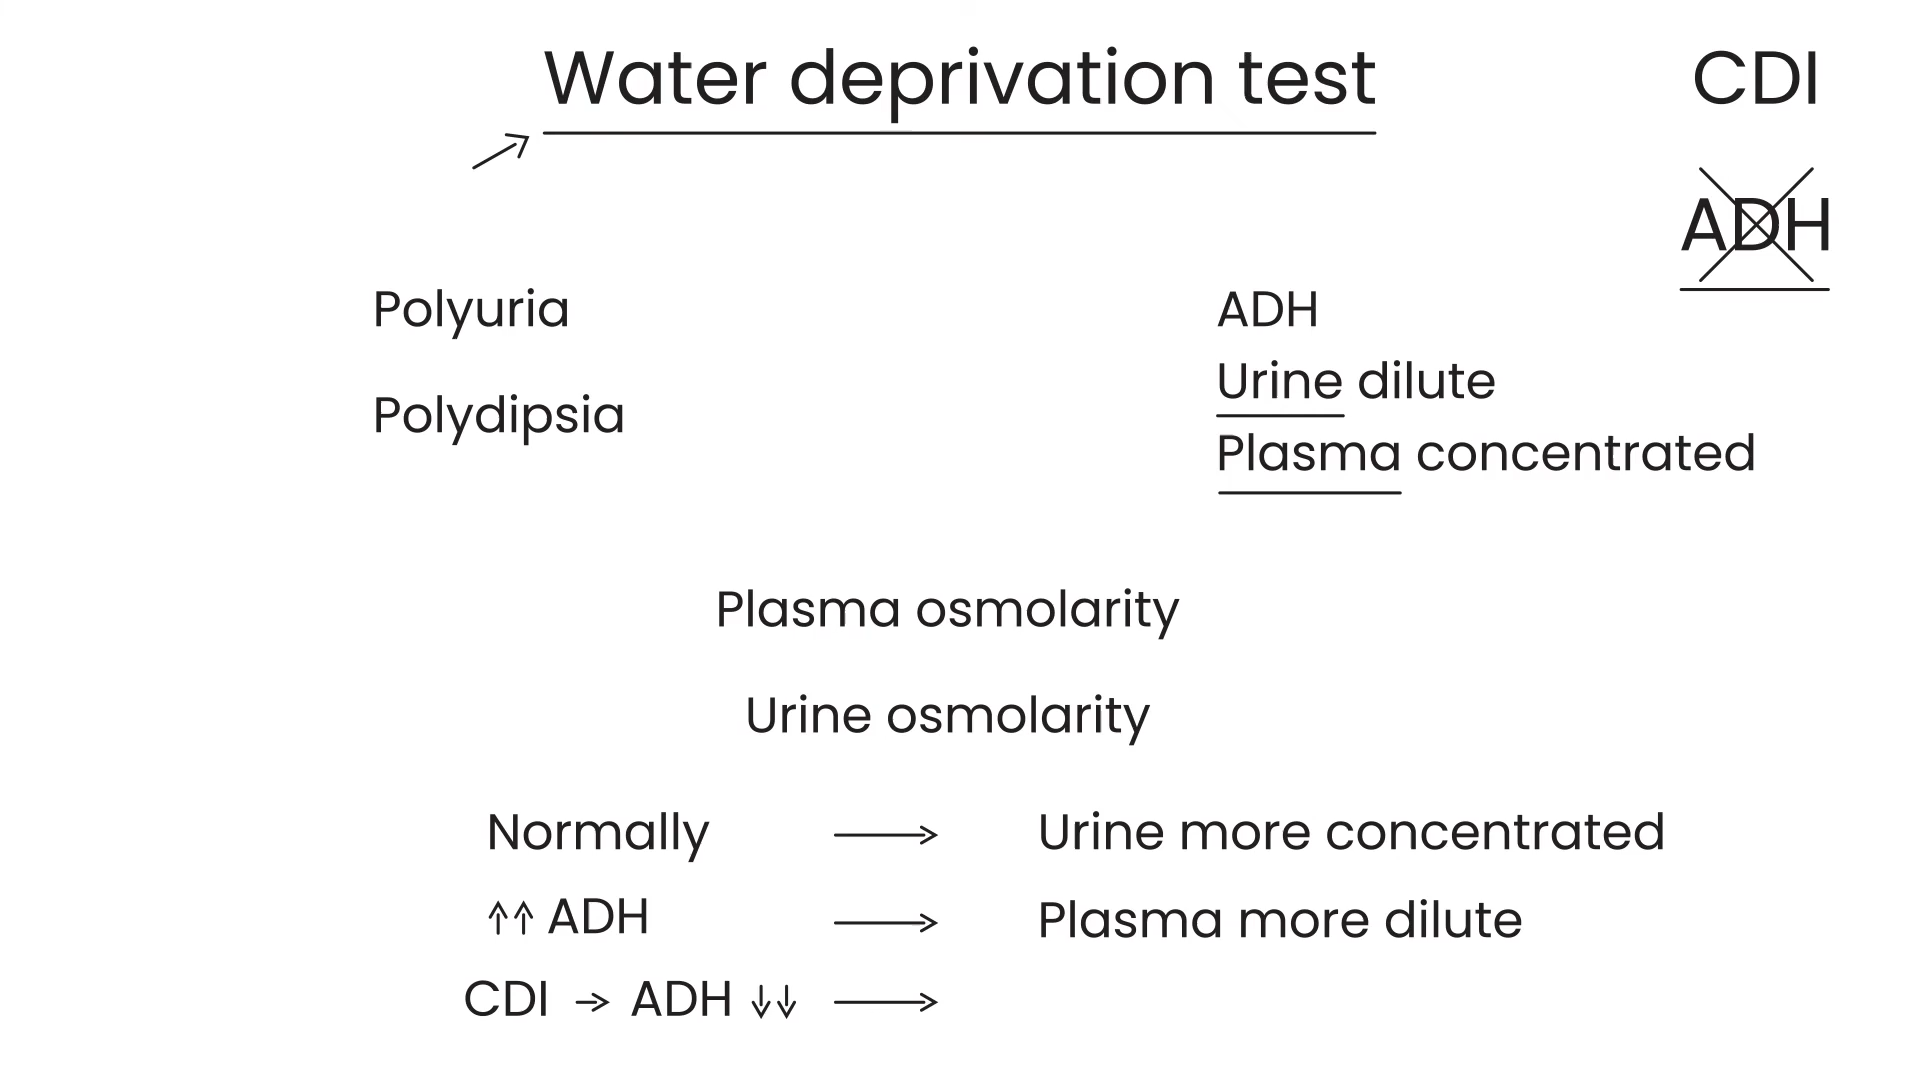 Water deprivation test
CDI
ADH
Polyuria
Polydipsia
ADH
Urine dilute
Plasma concentrated
Plasma osmolarity
Urine osmolarity
Normally → Urine more concentrated
↑↑ ADH → Plasma more dilute
CDI → ADH ↓↓ →